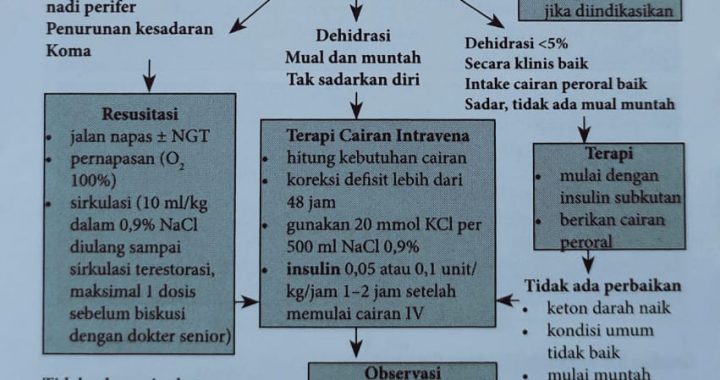 nadi perifer
Penurunan kesadaran
Koma
Dehidrasi
Mual dan muntah
Tak sadarkan diri
jika diindikasikan
Dehidrasi <5%
Secara klinis baik
Intake cairan peroral baik
Sadar, tidak ada mual muntah
Resusitasi
• jalan napas ± NGT
• pernapasan (O₂
100%)
• sirkulasi (10 ml/kg
dalam 0,9% NaCl
diulang sampai
sirkulasi terestorasi,
maksimal 1 dosis
sebelum biskusi
dengan dokter senior)
Terapi Cairan Intravena
• hitung kebutuhan cairan
• koreksi defisit lebih dari
48 jam
• gunakan 20 mmol KCl per
500 ml NaCl 0,9%
• insulin 0,05 atau 0,1 unit/
kg/jam 1–2 jam setelah
memulai cairan IV
Terapi
• mulai dengan
insulin subkutan
• berikan cairan
peroral
Tidak ada perbaikan
• keton darah naik
• kondisi umum
tidak baik
• mulai muntah
Observasi